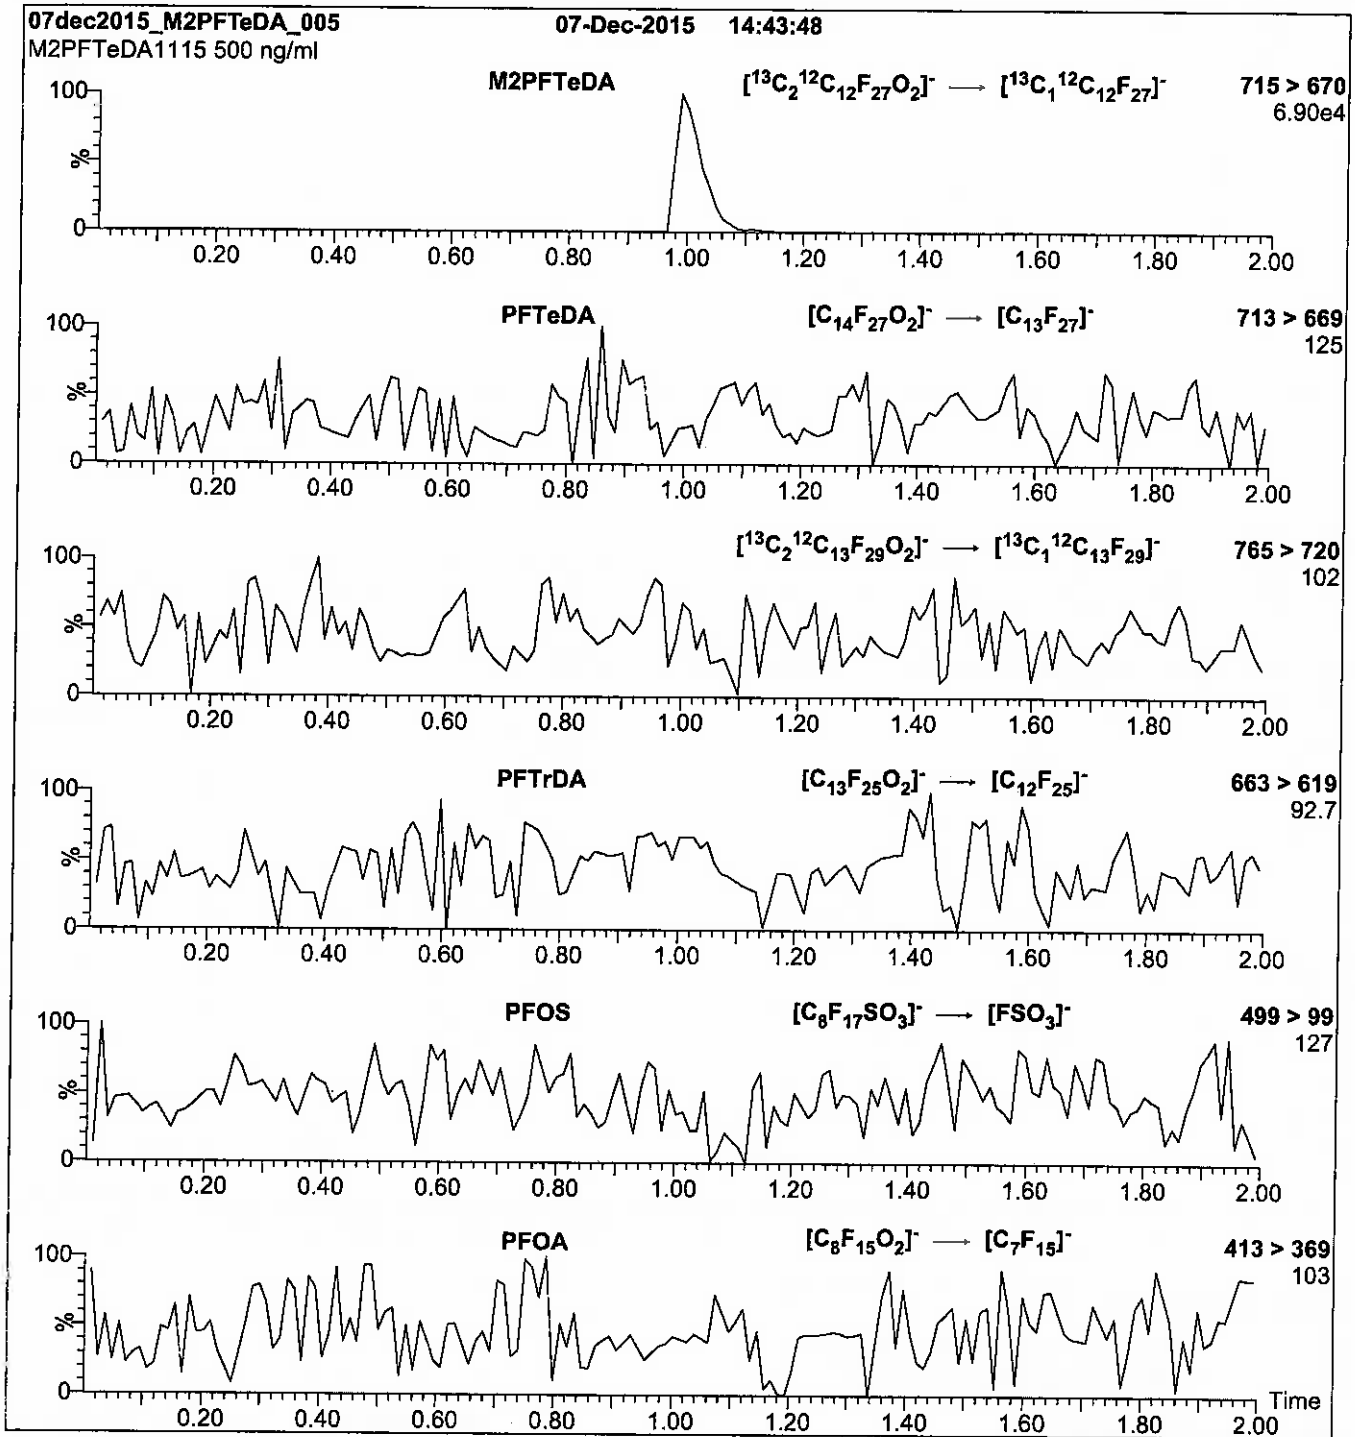 07dec2015_M2PFTeDA_005 07-Dec-2015 14:43:48
M2PFTeDA1115 500 ng/ml
M2PFTeDA [¹³C₂¹²C₁₂F₂₇O₂]⁻ → [¹³C₁¹²C₁₂F₂₇]⁻ 715 > 670
6.90e4
100
%
0
0.20 0.40 0.60 0.80 1.00 1.20 1.40 1.60 1.80 2.00
PFTeDA [C₁₄F₂₇O₂]⁻ → [C₁₃F₂₇]⁻ 713 > 669
125
100
%
0
0.20 0.40 0.60 0.80 1.00 1.20 1.40 1.60 1.80 2.00
[¹³C₂¹²C₁₃F₂₉O₂]⁻ → [¹³C₁¹²C₁₃F₂₉]⁻ 765 > 720
102
100
%
0
0.20 0.40 0.60 0.80 1.00 1.20 1.40 1.60 1.80 2.00
PFTrDA [C₁₃F₂₅O₂]⁻ → [C₁₂F₂₅]⁻ 663 > 619
92.7
100
%
0
0.20 0.40 0.60 0.80 1.00 1.20 1.40 1.60 1.80 2.00
PFOS [C₈F₁₇SO₃]⁻ → [FSO₃]⁻ 499 > 99
127
100
%
0
0.20 0.40 0.60 0.80 1.00 1.20 1.40 1.60 1.80 2.00
PFOA [C₈F₁₅O₂]⁻ → [C₇F₁₅]⁻ 413 > 369
103
100
%
0
Time
0.20 0.40 0.60 0.80 1.00 1.20 1.40 1.60 1.80 2.00